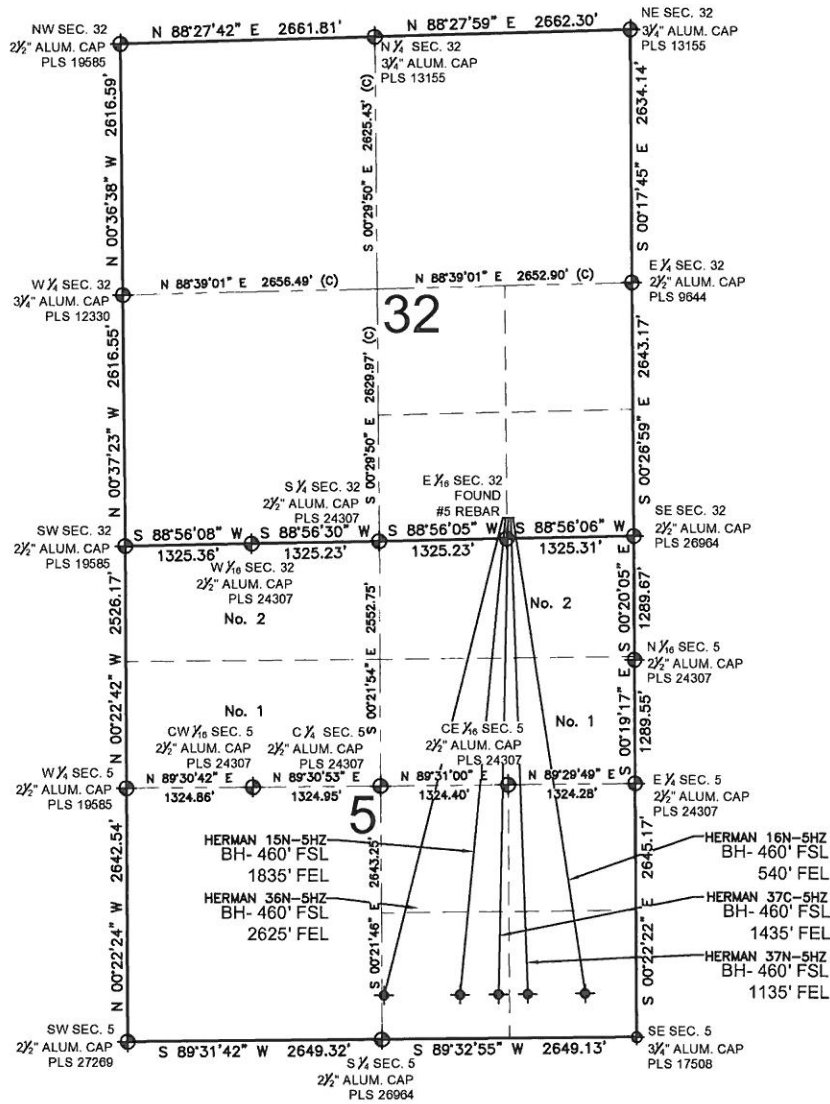 NW SEC. 32
2½" ALUM. CAP
PLS 19585
N 88°27'42" E 2661.81'
N 88°27'59" E 2662.30'
NE SEC. 32
¾" ALUM. CAP
PLS 13155
N ¼ SEC. 32
¾" ALUM. CAP
PLS 13155
N 00°36'38" W 2616.59'
S 00°29'50" E 2625.43' (C)
S 00°17'45" E 2634.14'
W ¼ SEC. 32
¾" ALUM. CAP
PLS 12330
N 88°39'01" E 2656.49' (C)
N 88°39'01" E 2652.90' (C)
E ¼ SEC. 32
2½" ALUM. CAP
PLS 9644
32
N 00°37'23" W 2616.55'
S 00°29'50" E 2629.97' (C)
S 00°26'59" E 2643.17'
S ¼ SEC. 32
2½" ALUM. CAP
PLS 24307
E 1/16 SEC. 32
FOUND
#5 REBAR
SW SEC. 32
2½" ALUM. CAP
PLS 19585
S 88°56'08" W
1325.36'
S 88°56'30" W
1325.23'
S 88°56'05" W
1325.23'
S 88°56'06" W
1325.31'
SE SEC. 32
2½" ALUM. CAP
PLS 26964
W 1/16 SEC. 32
2½" ALUM. CAP
PLS 24307
No. 2
No. 2
N 00°22'42" W 2526.17'
S 00°21'54" E 2552.75'
S 00°20'05" E
1289.67'
N 1/16 SEC. 5
2½" ALUM. CAP
PLS 24307
No. 1
No. 1
S 00°19'17" E
1289.55'
CW 1/16 SEC. 5
2½" ALUM. CAP
PLS 24307
C ¼ SEC. 5
2½" ALUM. CAP
PLS 24307
CE 1/16 SEC. 5
2½" ALUM. CAP
PLS 24307
W ¼ SEC. 5
2½" ALUM. CAP
PLS 19585
N 89°30'42" E
1324.86'
N 89°30'53" E
1324.95'
N 89°31'00" E
1324.40'
N 89°29'49" E
1324.28'
E ¼ SEC. 5
2½" ALUM. CAP
PLS 24307
5
HERMAN 15N-5HZ
BH- 460' FSL
1835' FEL
HERMAN 36N-5HZ
BH- 460' FSL
2625' FEL
HERMAN 16N-5HZ
BH- 460' FSL
540' FEL
HERMAN 37C-5HZ
BH- 460' FSL
1435' FEL
HERMAN 37N-5HZ
BH- 460' FSL
1135' FEL
N 00°22'24" W 2642.54'
S 00°21'46" E 2643.25'
S 00°22'22" E 2645.17'
SW SEC. 5
2½" ALUM. CAP
PLS 27269
S 89°31'42" W 2649.32'
S 89°32'55" W 2649.13'
SE SEC. 5
¾" ALUM. CAP
PLS 17508
S ¼ SEC. 5
2½" ALUM. CAP
PLS 26964